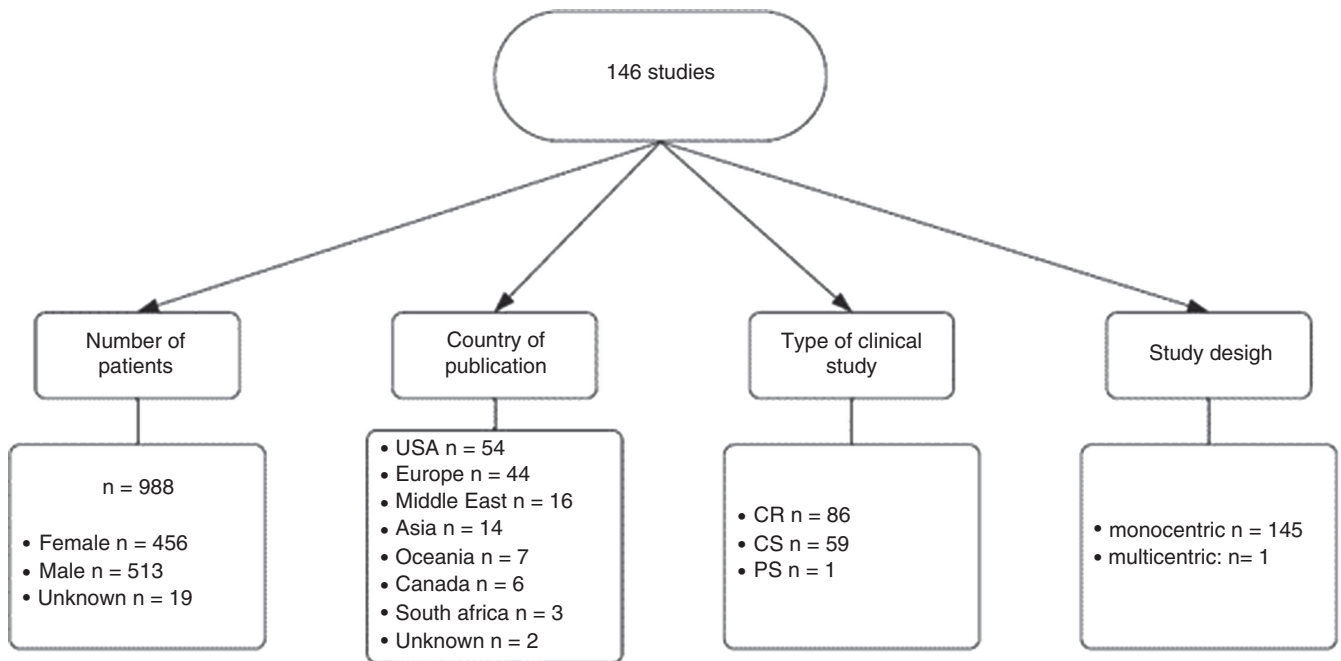 146 studies
Number of
patients
Country of
publication
Type of clinical
study
Study desigh
n = 988
• Female n = 456
• Male n = 513
• Unknown n = 19
• USA n = 54
• Europe n = 44
• Middle East n = 16
• Asia n = 14
• Oceania n = 7
• Canada n = 6
• South africa n = 3
• Unknown n = 2
• CR n = 86
• CS n = 59
• PS n = 1
• monocentric n = 145
• multicentric: n= 1